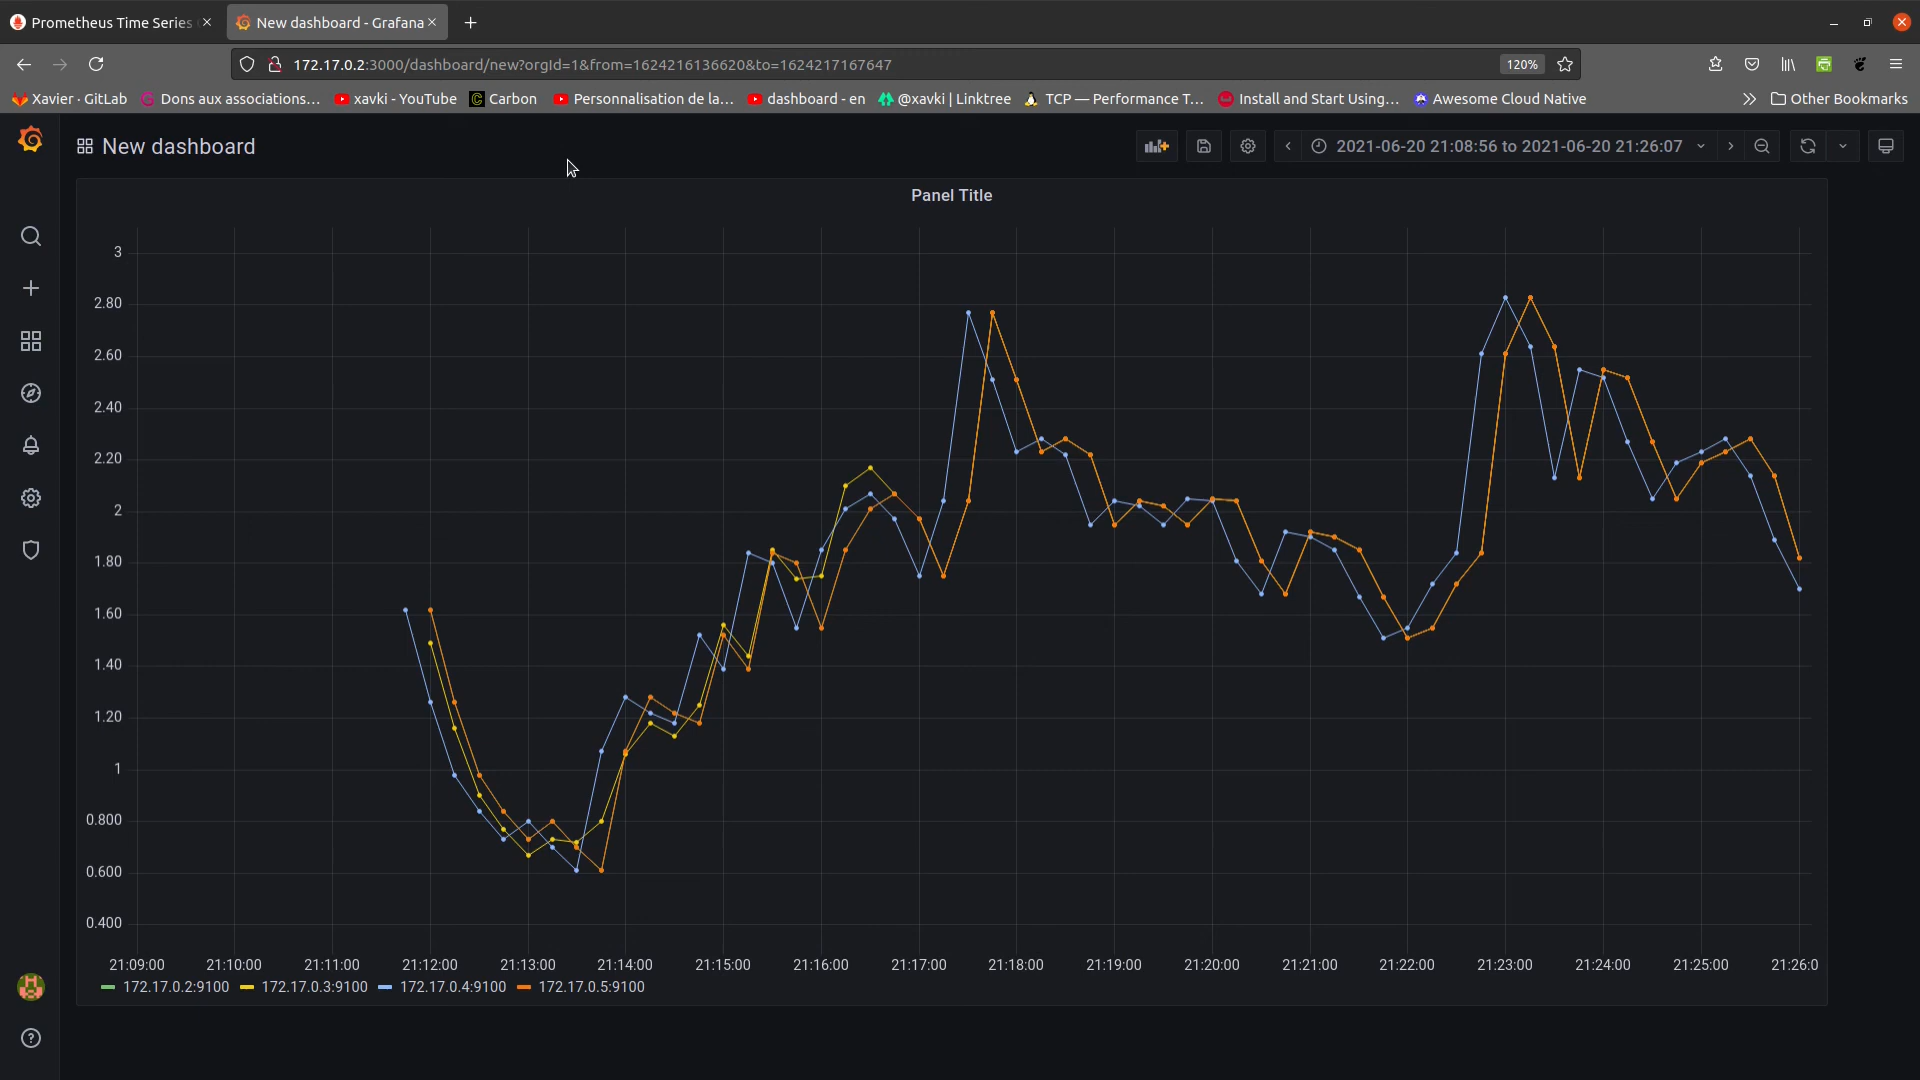 Prometheus Time Series
New dashboard - Grafana
172.17.0.2:3000/dashboard/new?orgId=1&from=1624216136620&to=1624217167647
120%
Xavier · GitLab
Dons aux associations…
xavki - YouTube
Carbon
Personnalisation de la…
dashboard - en
@xavki | Linktree
TCP — Performance T…
Install and Start Using…
Awesome Cloud Native
Other Bookmarks
New dashboard
2021-06-20 21:08:56 to 2021-06-20 21:26:07
Panel Title
3
2.80
2.60
2.40
2.20
2
1.80
1.60
1.40
1.20
1
0.800
0.600
0.400
21:09:00 21:10:00 21:11:00 21:12:00 21:13:00 21:14:00 21:15:00 21:16:00 21:17:00 21:18:00 21:19:00 21:20:00 21:21:00 21:22:00 21:23:00 21:24:00 21:25:00 21:26:0
172.17.0.2:9100 172.17.0.3:9100 172.17.0.4:9100 172.17.0.5:9100